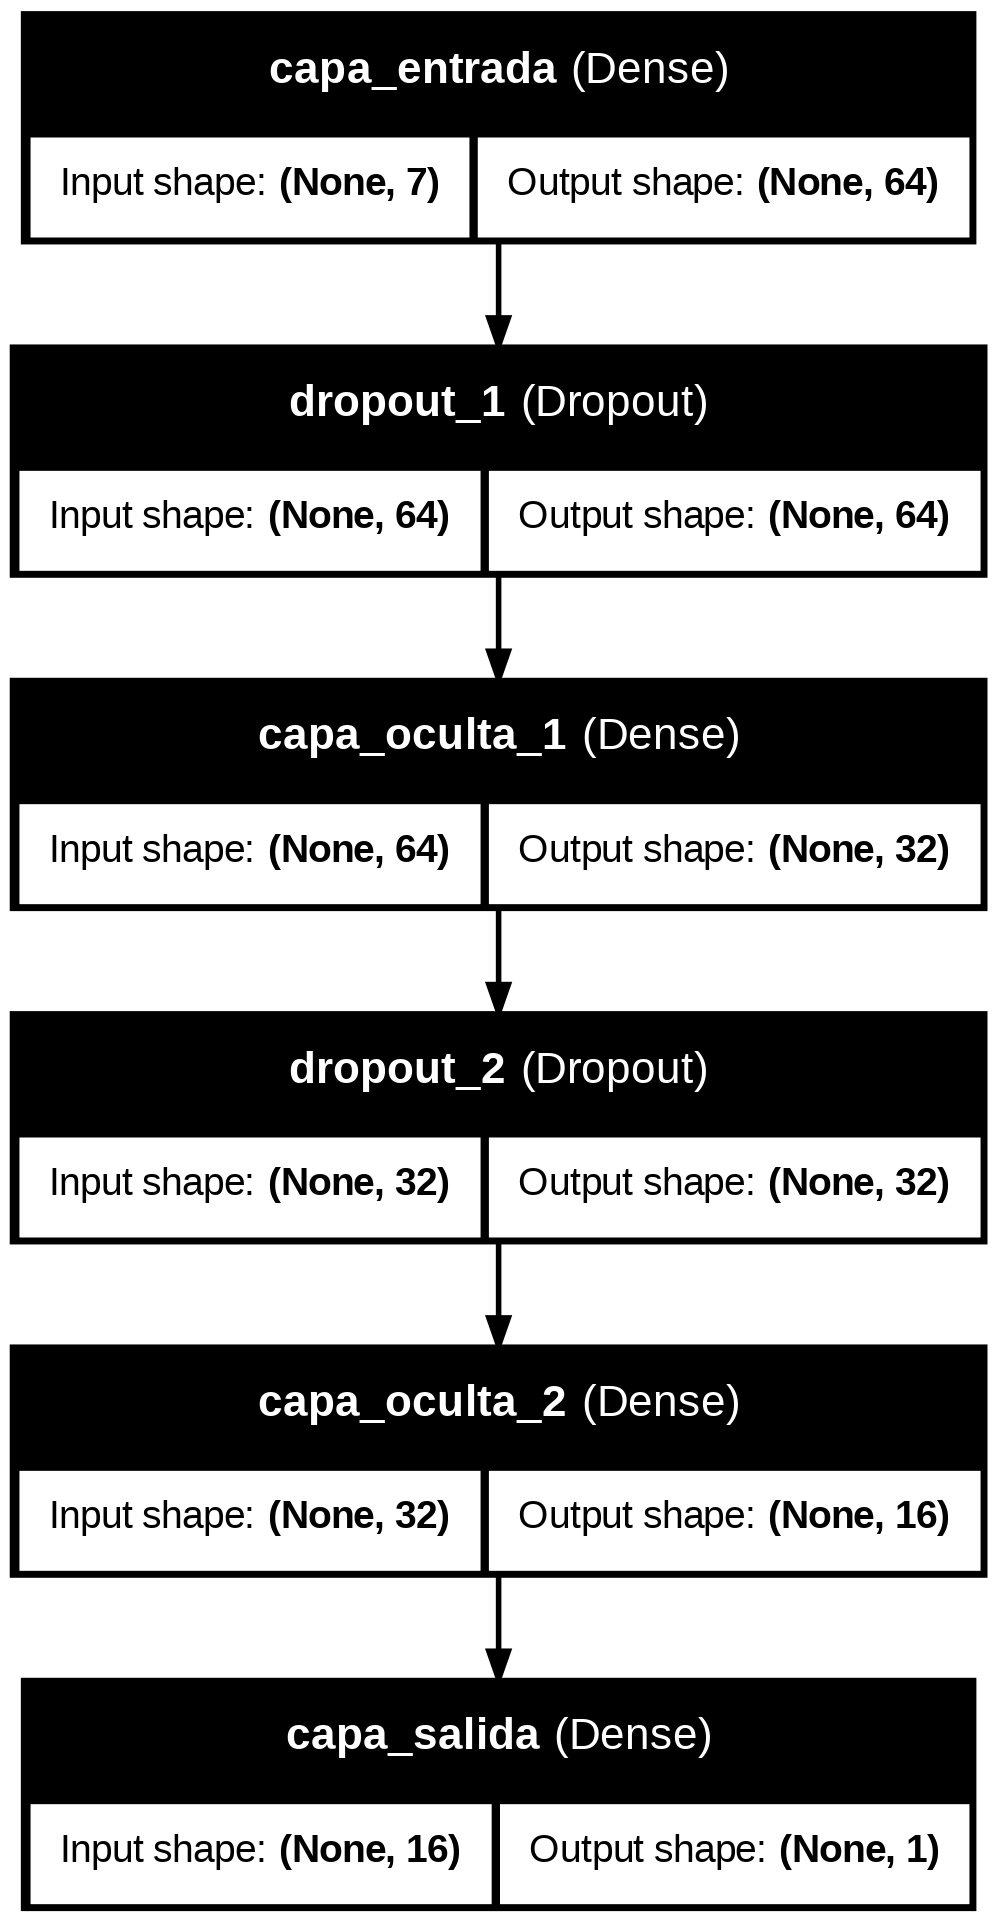 capa_entrada (Dense)
Input shape: (None, 7) Output shape: (None, 64)
dropout_1 (Dropout)
Input shape: (None, 64) Output shape: (None, 64)
capa_oculta_1 (Dense)
Input shape: (None, 64) Output shape: (None, 32)
dropout_2 (Dropout)
Input shape: (None, 32) Output shape: (None, 32)
capa_oculta_2 (Dense)
Input shape: (None, 32) Output shape: (None, 16)
capa_salida (Dense)
Input shape: (None, 16) Output shape: (None, 1)